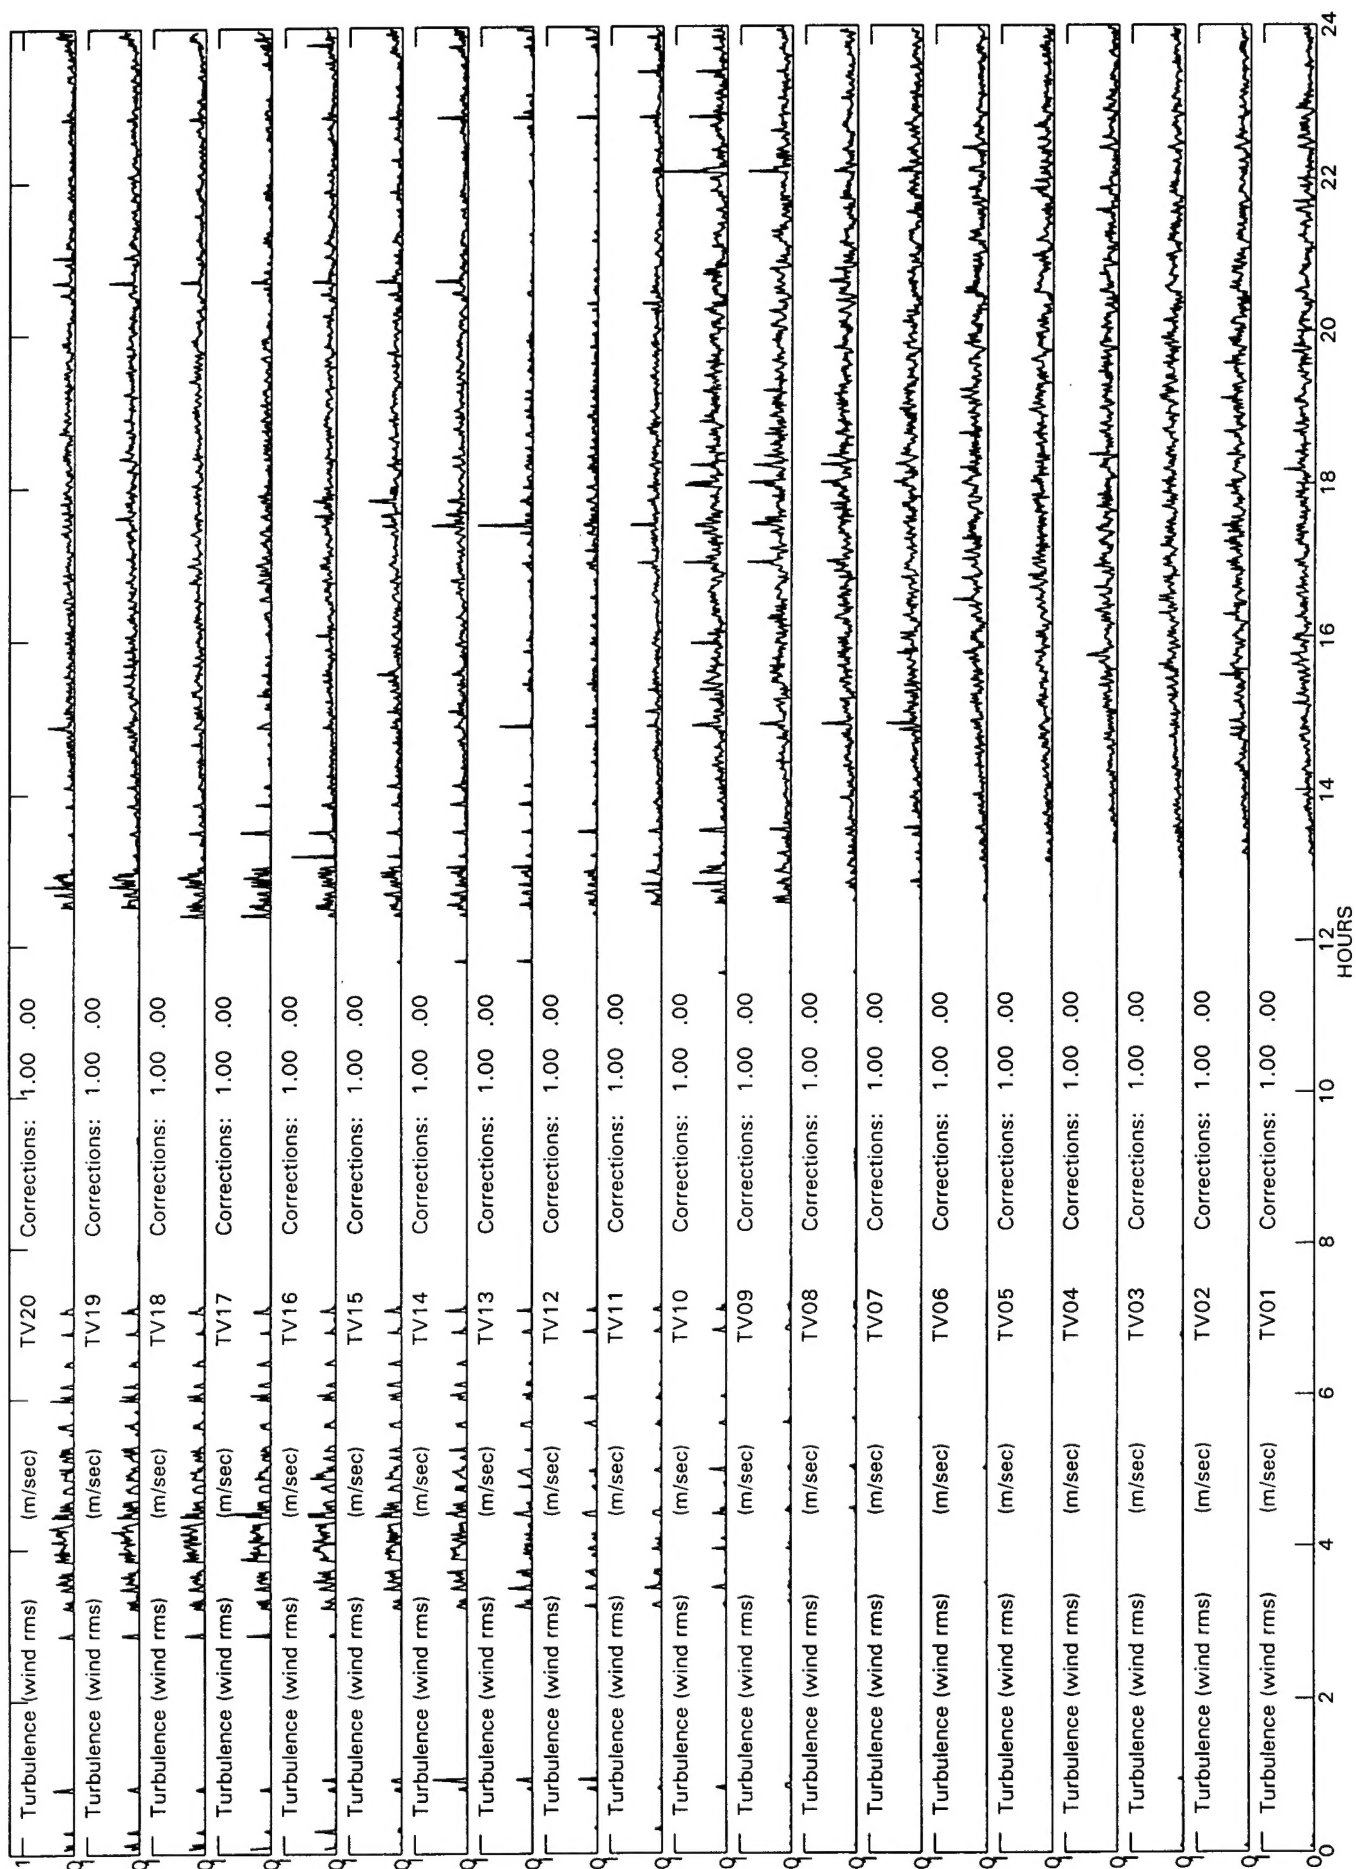 1 Turbulence (wind rms) (m/sec) TV20 Corrections: 1.00 .00
Turbulence (wind rms) (m/sec) TV19 Corrections: 1.00 .00
Turbulence (wind rms) (m/sec) TV18 Corrections: 1.00 .00
Turbulence (wind rms) (m/sec) TV17 Corrections: 1.00 .00
Turbulence (wind rms) (m/sec) TV16 Corrections: 1.00 .00
Turbulence (wind rms) (m/sec) TV15 Corrections: 1.00 .00
Turbulence (wind rms) (m/sec) TV14 Corrections: 1.00 .00
Turbulence (wind rms) (m/sec) TV13 Corrections: 1.00 .00
Turbulence (wind rms) (m/sec) TV12 Corrections: 1.00 .00
Turbulence (wind rms) (m/sec) TV11 Corrections: 1.00 .00
Turbulence (wind rms) (m/sec) TV10 Corrections: 1.00 .00
Turbulence (wind rms) (m/sec) TV09 Corrections: 1.00 .00
Turbulence (wind rms) (m/sec) TV08 Corrections: 1.00 .00
Turbulence (wind rms) (m/sec) TV07 Corrections: 1.00 .00
Turbulence (wind rms) (m/sec) TV06 Corrections: 1.00 .00
Turbulence (wind rms) (m/sec) TV05 Corrections: 1.00 .00
Turbulence (wind rms) (m/sec) TV04 Corrections: 1.00 .00
Turbulence (wind rms) (m/sec) TV03 Corrections: 1.00 .00
Turbulence (wind rms) (m/sec) TV02 Corrections: 1.00 .00
Turbulence (wind rms) (m/sec) TV01 Corrections: 1.00 .00
0 2 4 6 8 10 12 14 16 18 20 22 24
HOURS